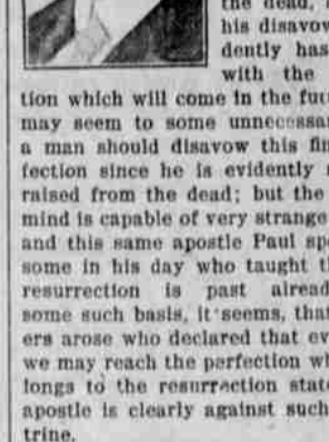 the dead,
his disavow
dently has
with the
tion which will come in the futu
may seem to some unnecessar
a man should disavow this fin
fection since he is evidently
raised from the dead; but the
mind is capable of very strange
and this same apostle Paul spe
some in his day who taught th
resurrection is past alread
some such basis, it seems, that
ers arose who declared that ev
we may reach the perfection wh
longs to the resurrection state
apostle is clearly against such
trine.